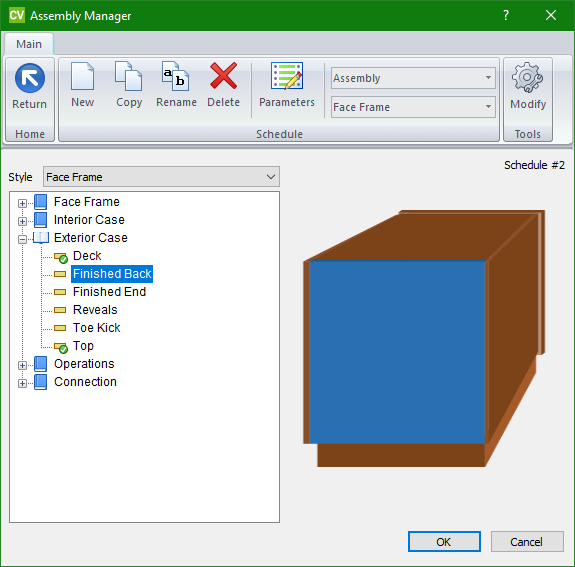 CV Assembly Manager ?
Main
Return
New Copy Rename Delete Parameters
a b
Assembly
Face Frame
Modify
Home Schedule Tools
Schedule #2
Style Face Frame
Face Frame
Interior Case
Exterior Case
Deck
Finished Back
Finished End
Reveals
Toe Kick
Top
Operations
Connection
OK Cancel